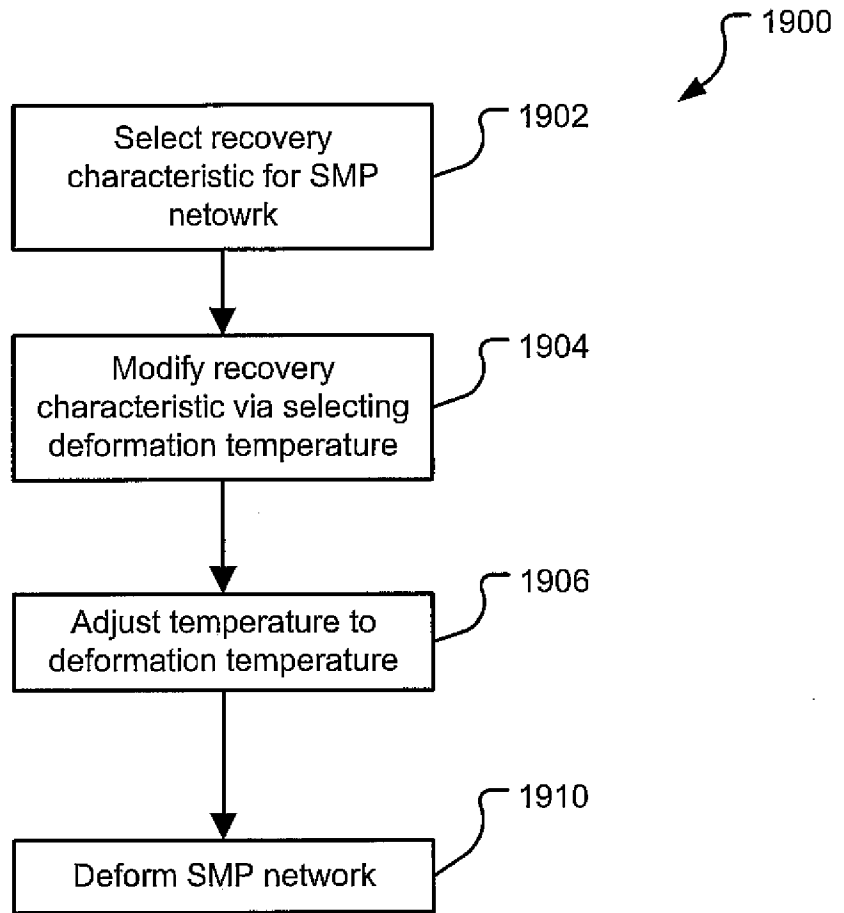 1900
1902
Select recovery
characteristic for SMP
netowrk
1904
Modify recovery
characteristic via selecting
deformation temperature
1906
Adjust temperature to
deformation temperature
1910
Deform SMP network